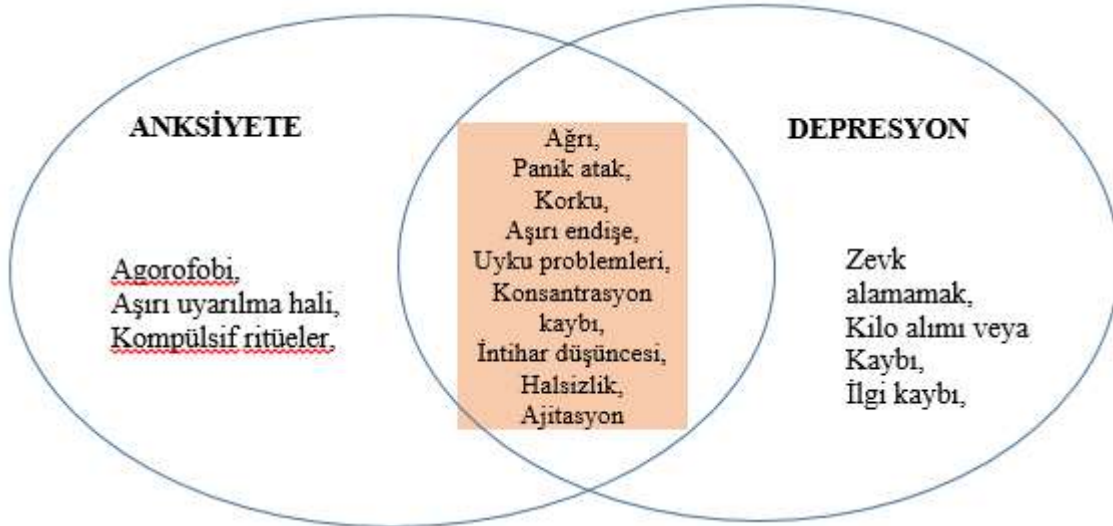 ANKSİYETE
Agorofobi,
Aşırı uyarılma hali,
Kompülsif ritüeler,
Ağrı,
Panik atak,
Korku,
Aşırı endişe,
Uyku problemleri,
Konsantrasyon
kaybı,
İntihar düşüncesi,
Halsizlik,
Ajitasyon
DEPRESYON
Zevk
alamamak,
Kilo alımı veya
Kaybı,
İlgi kaybı,